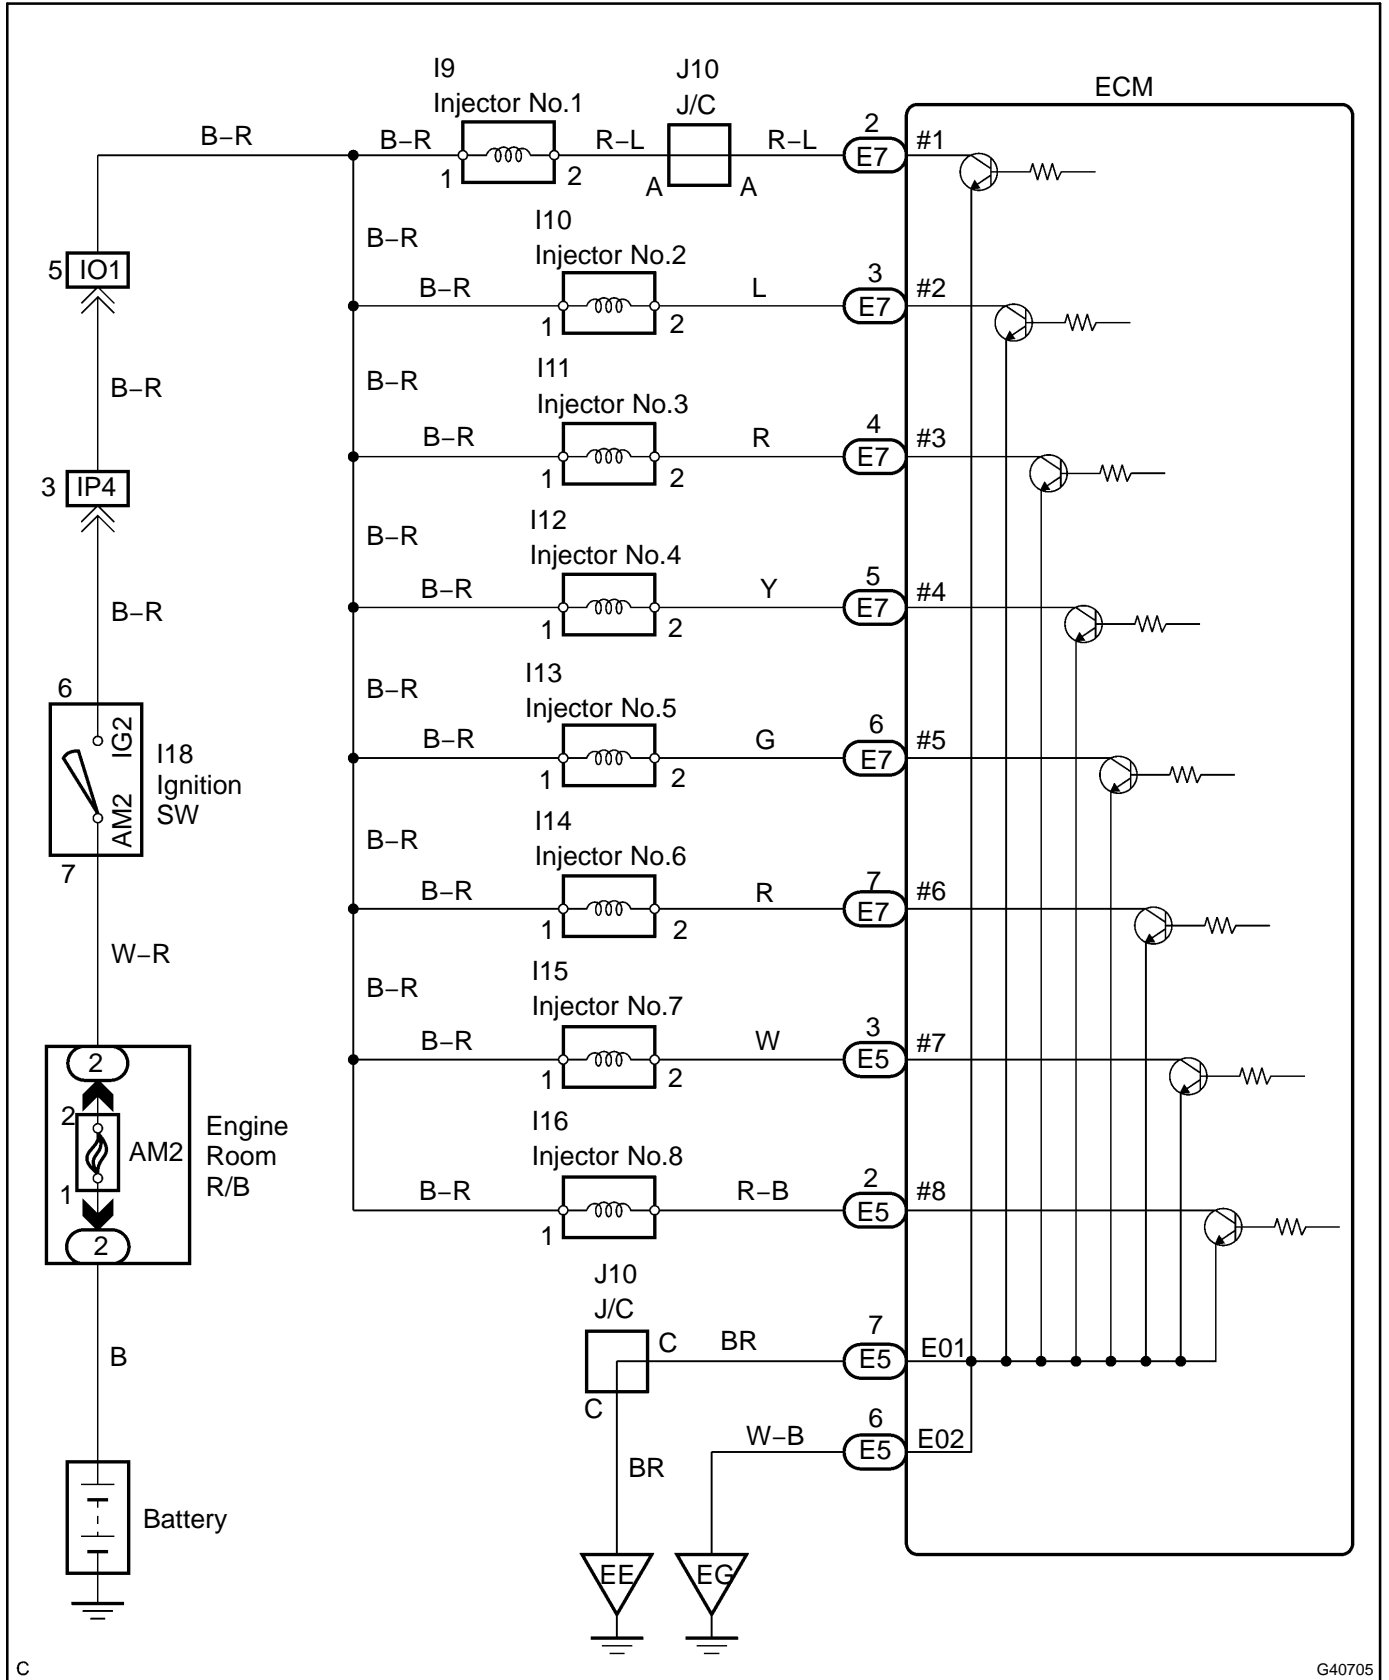 I9
Injector No.1
J10
J/C
ECM
B–R
B–R
R–L
R–L
2
E7
#1
1
2
A
A
I10
Injector No.2
B–R
B–R
L
3
E7
#2
1
2
5
IO1
I11
Injector No.3
B–R
B–R
R
4
E7
#3
1
2
B–R
3
IP4
I12
Injector No.4
B–R
B–R
Y
5
E7
#4
1
2
B–R
I13
Injector No.5
B–R
B–R
G
6
E7
#5
1
2
6
IG2
AM2
I18
Ignition
SW
7
I14
Injector No.6
B–R
B–R
R
7
E7
#6
1
2
W–R
I15
Injector No.7
B–R
B–R
W
3
E5
#7
1
2
2
2
AM2
1
2
Engine
Room
R/B
I16
Injector No.8
B–R
R–B
2
E5
#8
1
J10
J/C
C
BR
7
E5
E01
C
B
BR
W–B
6
E5
E02
Battery
EE
EG
C
G40705